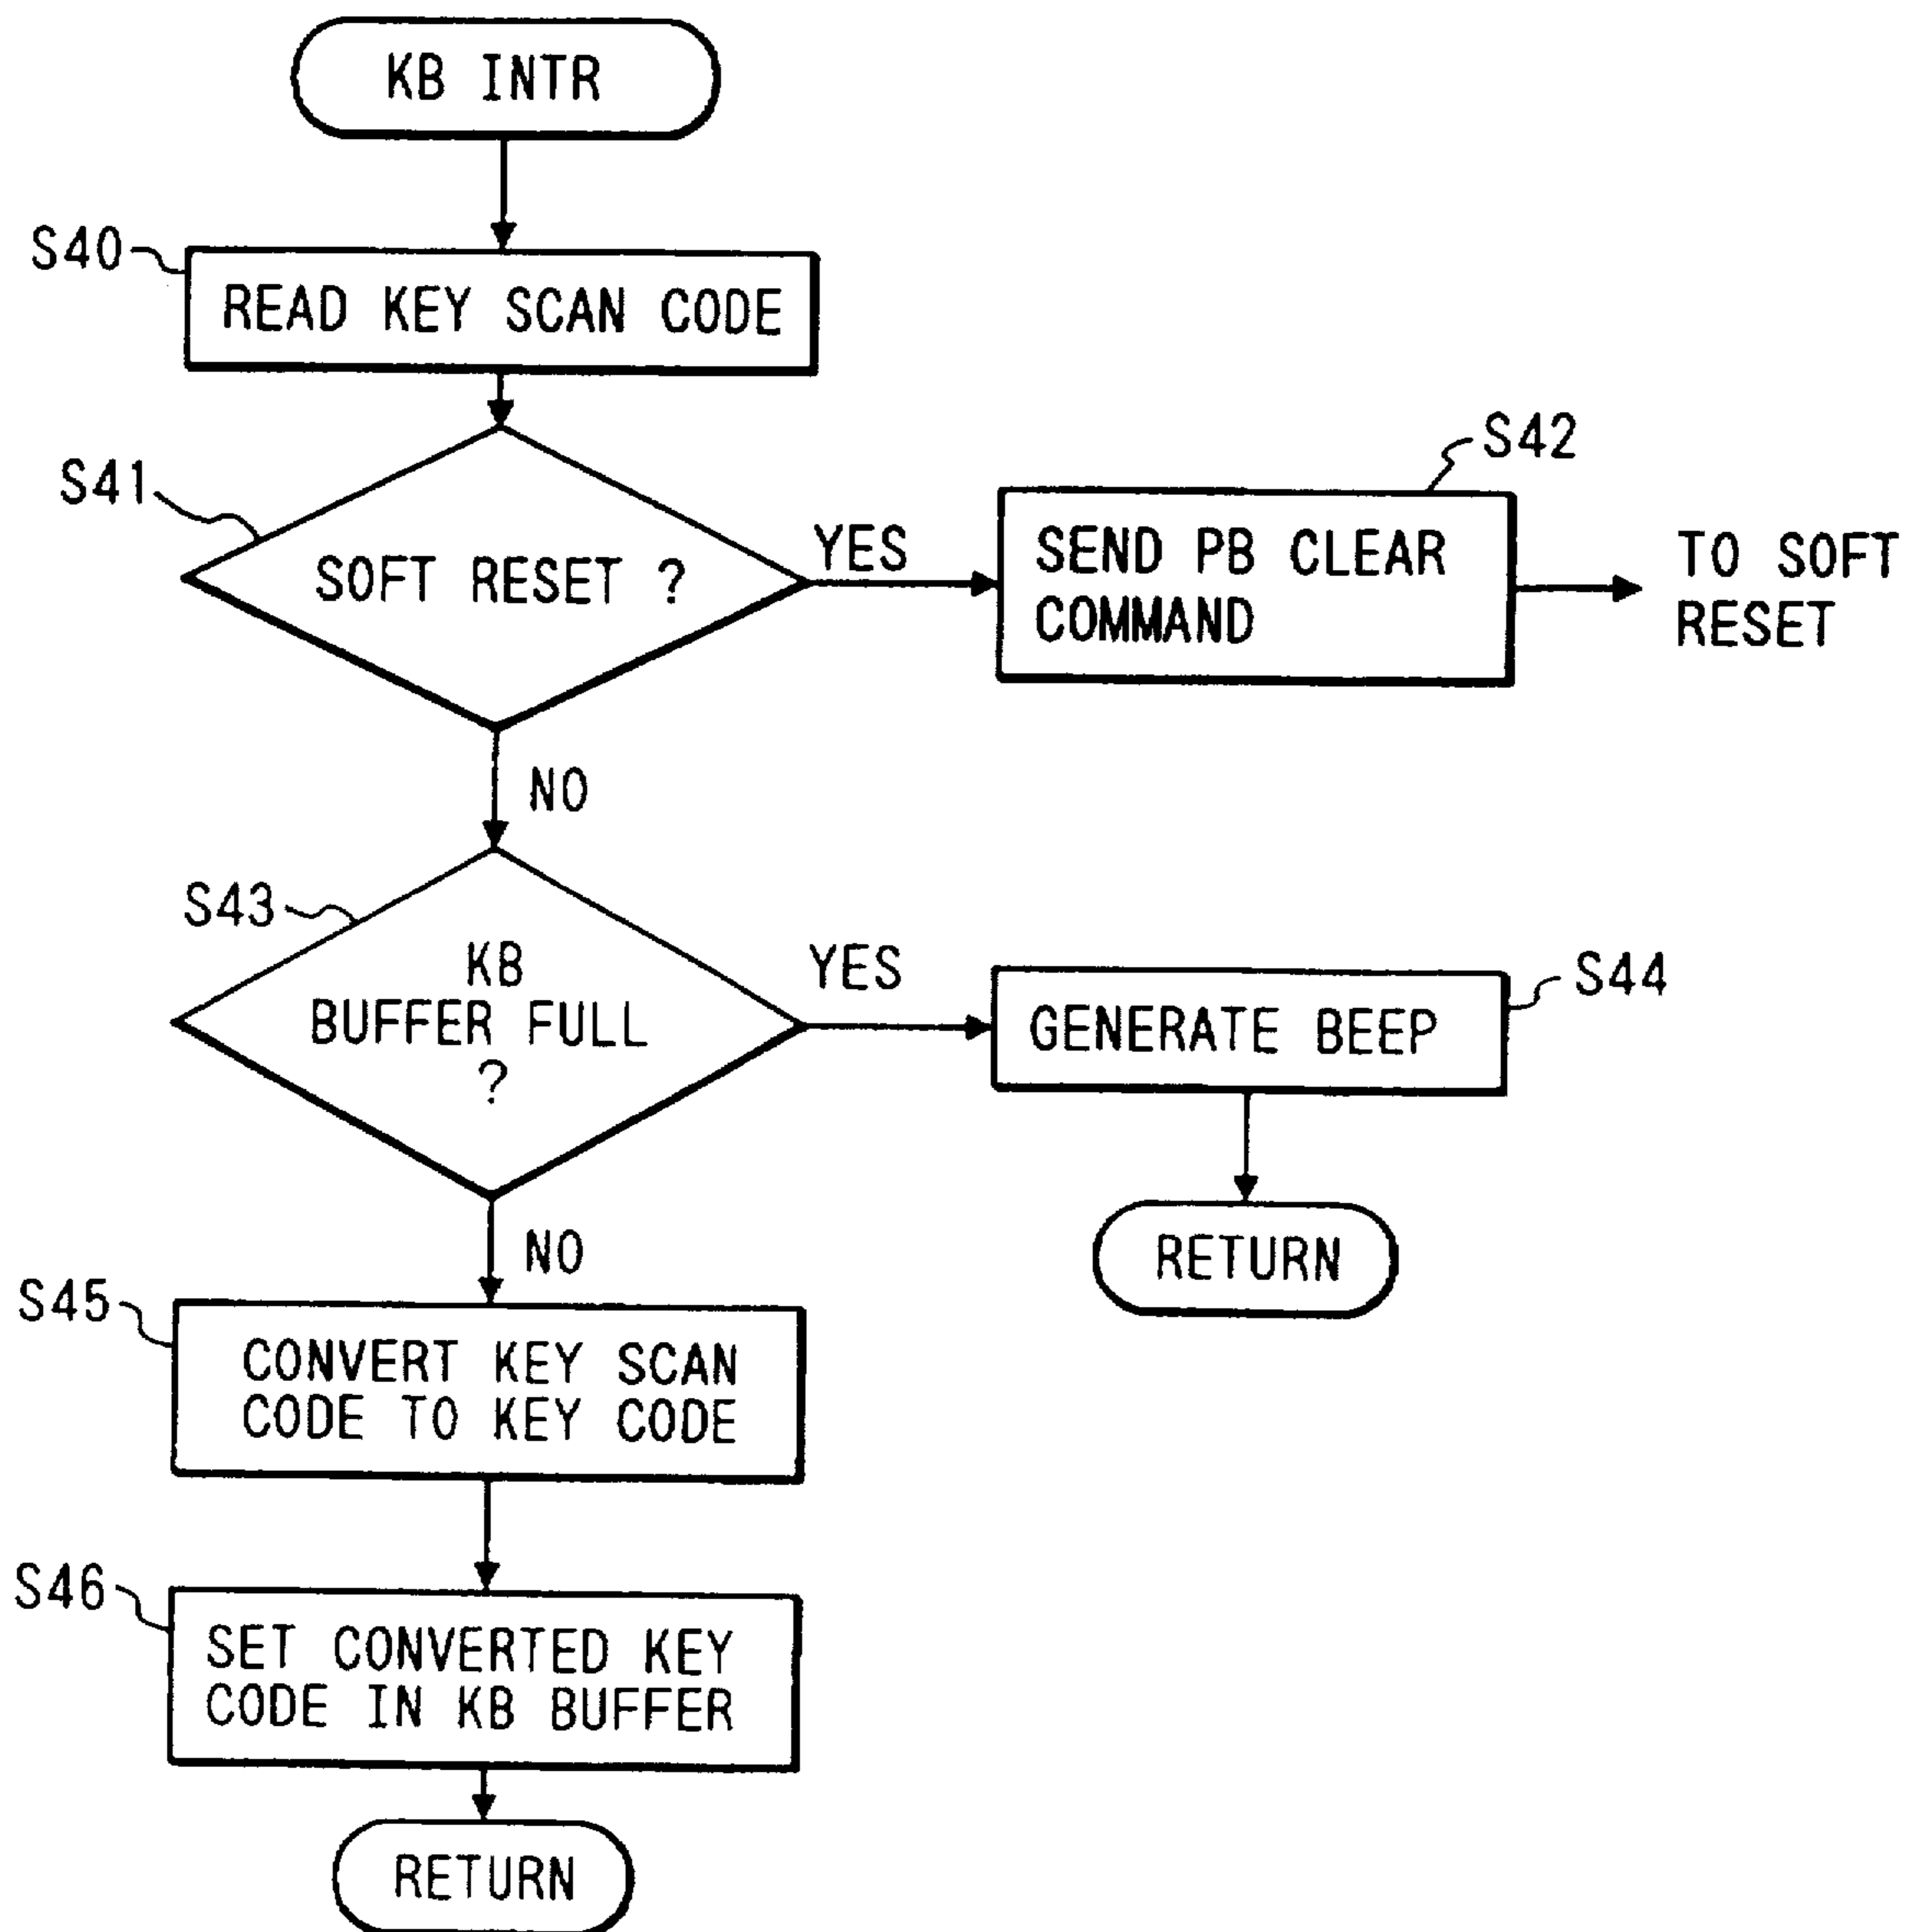 KB INTR
S40
READ KEY SCAN CODE
S41
SOFT RESET ?
YES
S42
SEND PB CLEAR
COMMAND
TO SOFT
RESET
NO
S43
KB
BUFFER FULL
?
YES
S44
GENERATE BEEP
RETURN
NO
S45
CONVERT KEY SCAN
CODE TO KEY CODE
S46
SET CONVERTED KEY
CODE IN KB BUFFER
RETURN